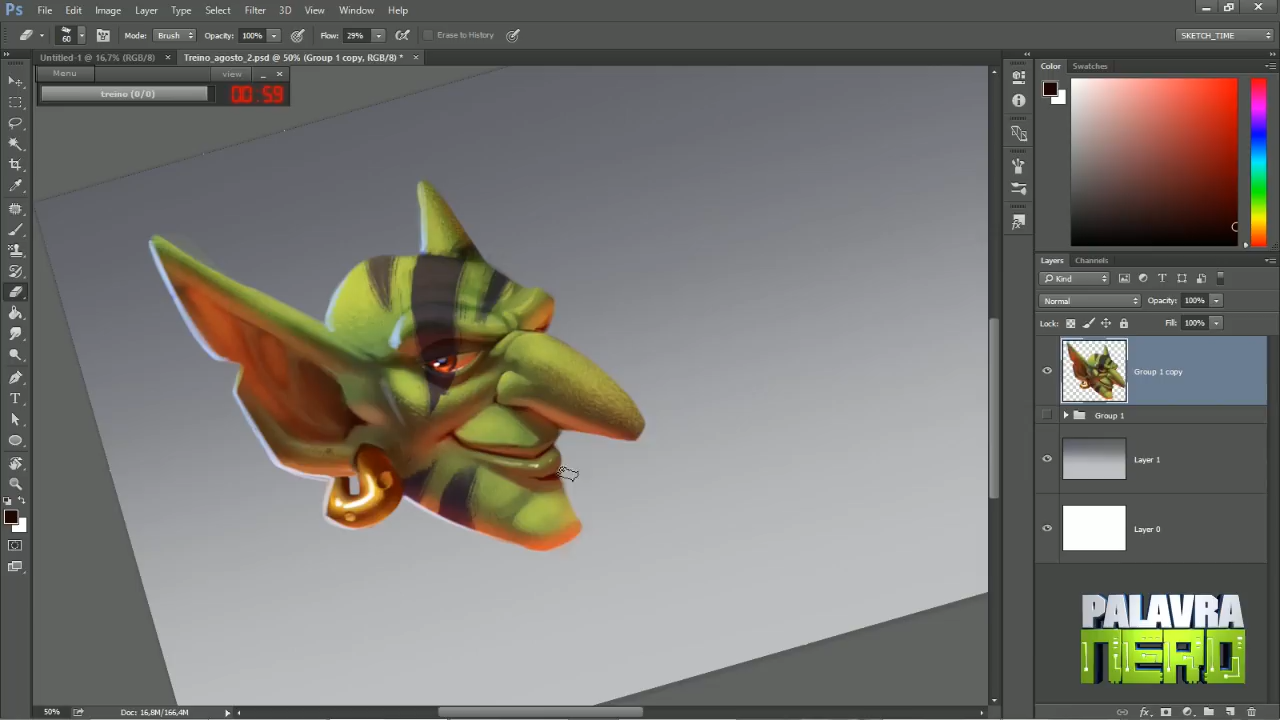 Ps File Edit Image Layer Type Select Filter 3D View Window Help
60 Mode: Brush Opacity: 100% Flow: 29% Erase to History SKETCH_TIME
Untitled-1 @ 16,7% (RGB/8) × Treino_agosto_2.psd @ 50% (Group 1 copy, RGB/8) * ×
Menu view
treino (0/0) 00:59
Color Swatches
Layers Channels
Kind
Normal Opacity: 100%
Lock: Fill: 100%
Group 1 copy
Group 1
Layer 1
Layer 0
PALAVRA
NERD
50% Doc: 16,8M/166,4M
fx